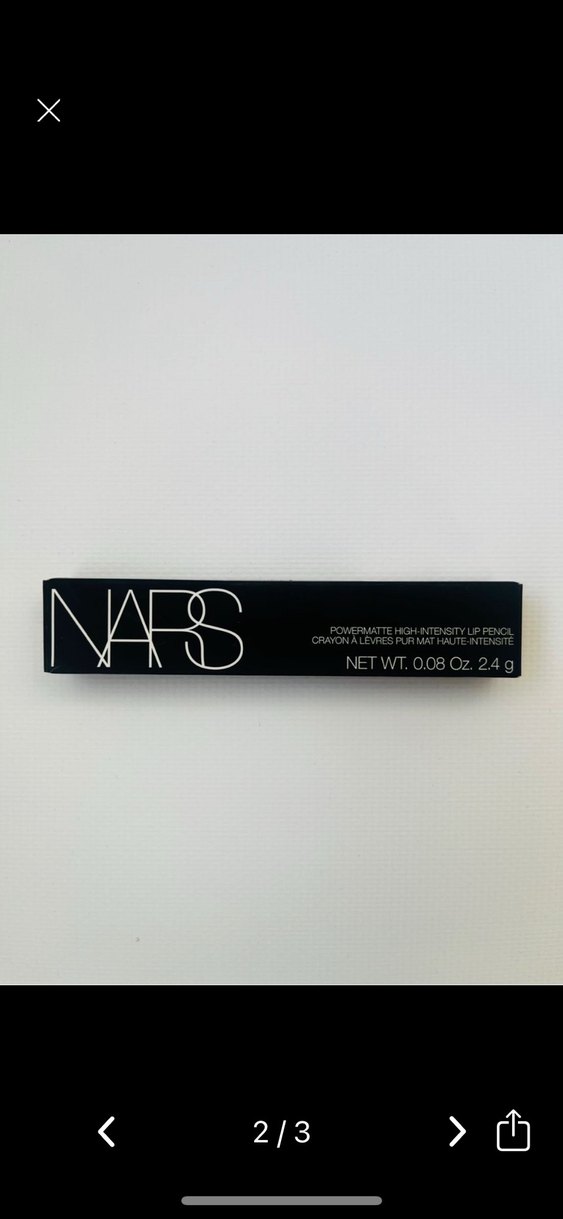 NARS
POWERMATTE HIGH-INTENSITY LIP PENCIL
CRAYON À LÈVRES PUR MAT HAUTE-INTENSITÉ
NET WT. 0.08 Oz. 2.4 g
2 / 3